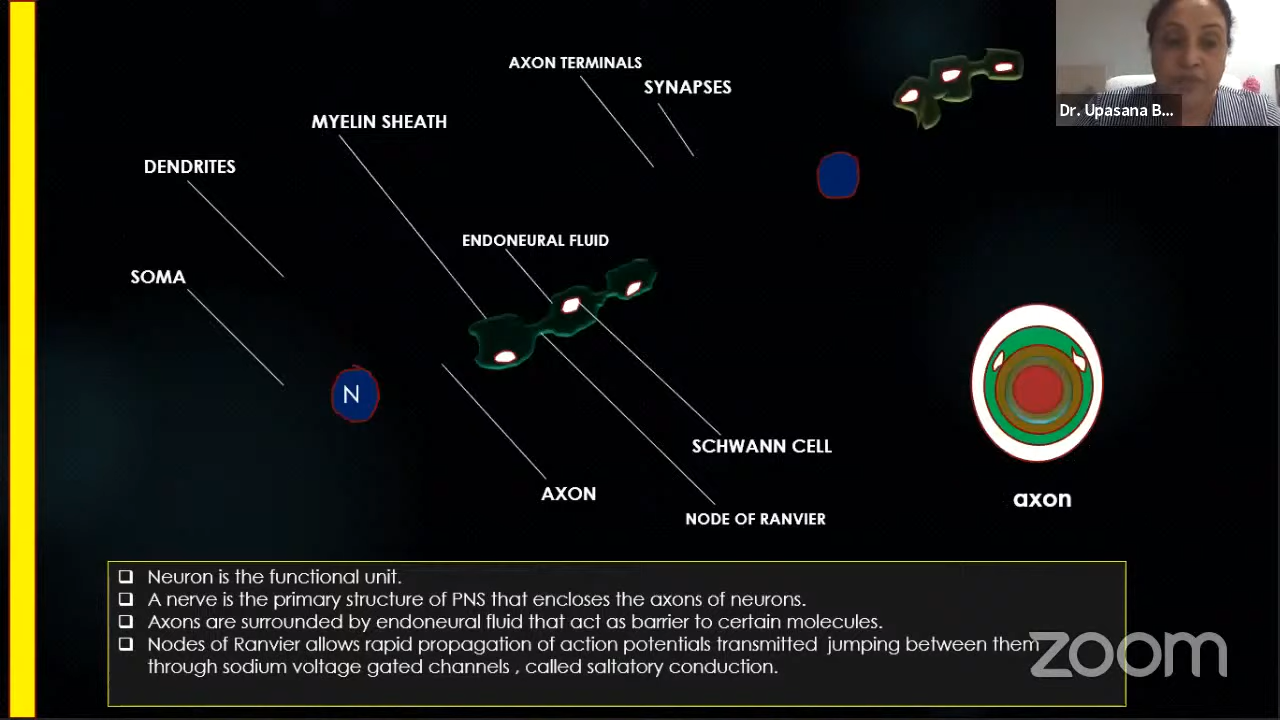 AXON TERMINALS
SYNAPSES
Dr. Upasana B...
MYELIN SHEATH
DENDRITES
ENDONEURAL FLUID
SOMA
N
SCHWANN CELL
AXON
axon
NODE OF RANVIER
❑ Neuron is the functional unit.
❑ A nerve is the primary structure of PNS that encloses the axons of neurons.
❑ Axons are surrounded by endoneural fluid that act as barrier to certain molecules.
❑ Nodes of Ranvier allows rapid propagation of action potentials transmitted jumping between them
through sodium voltage gated channels , called saltatory conduction.
zoom